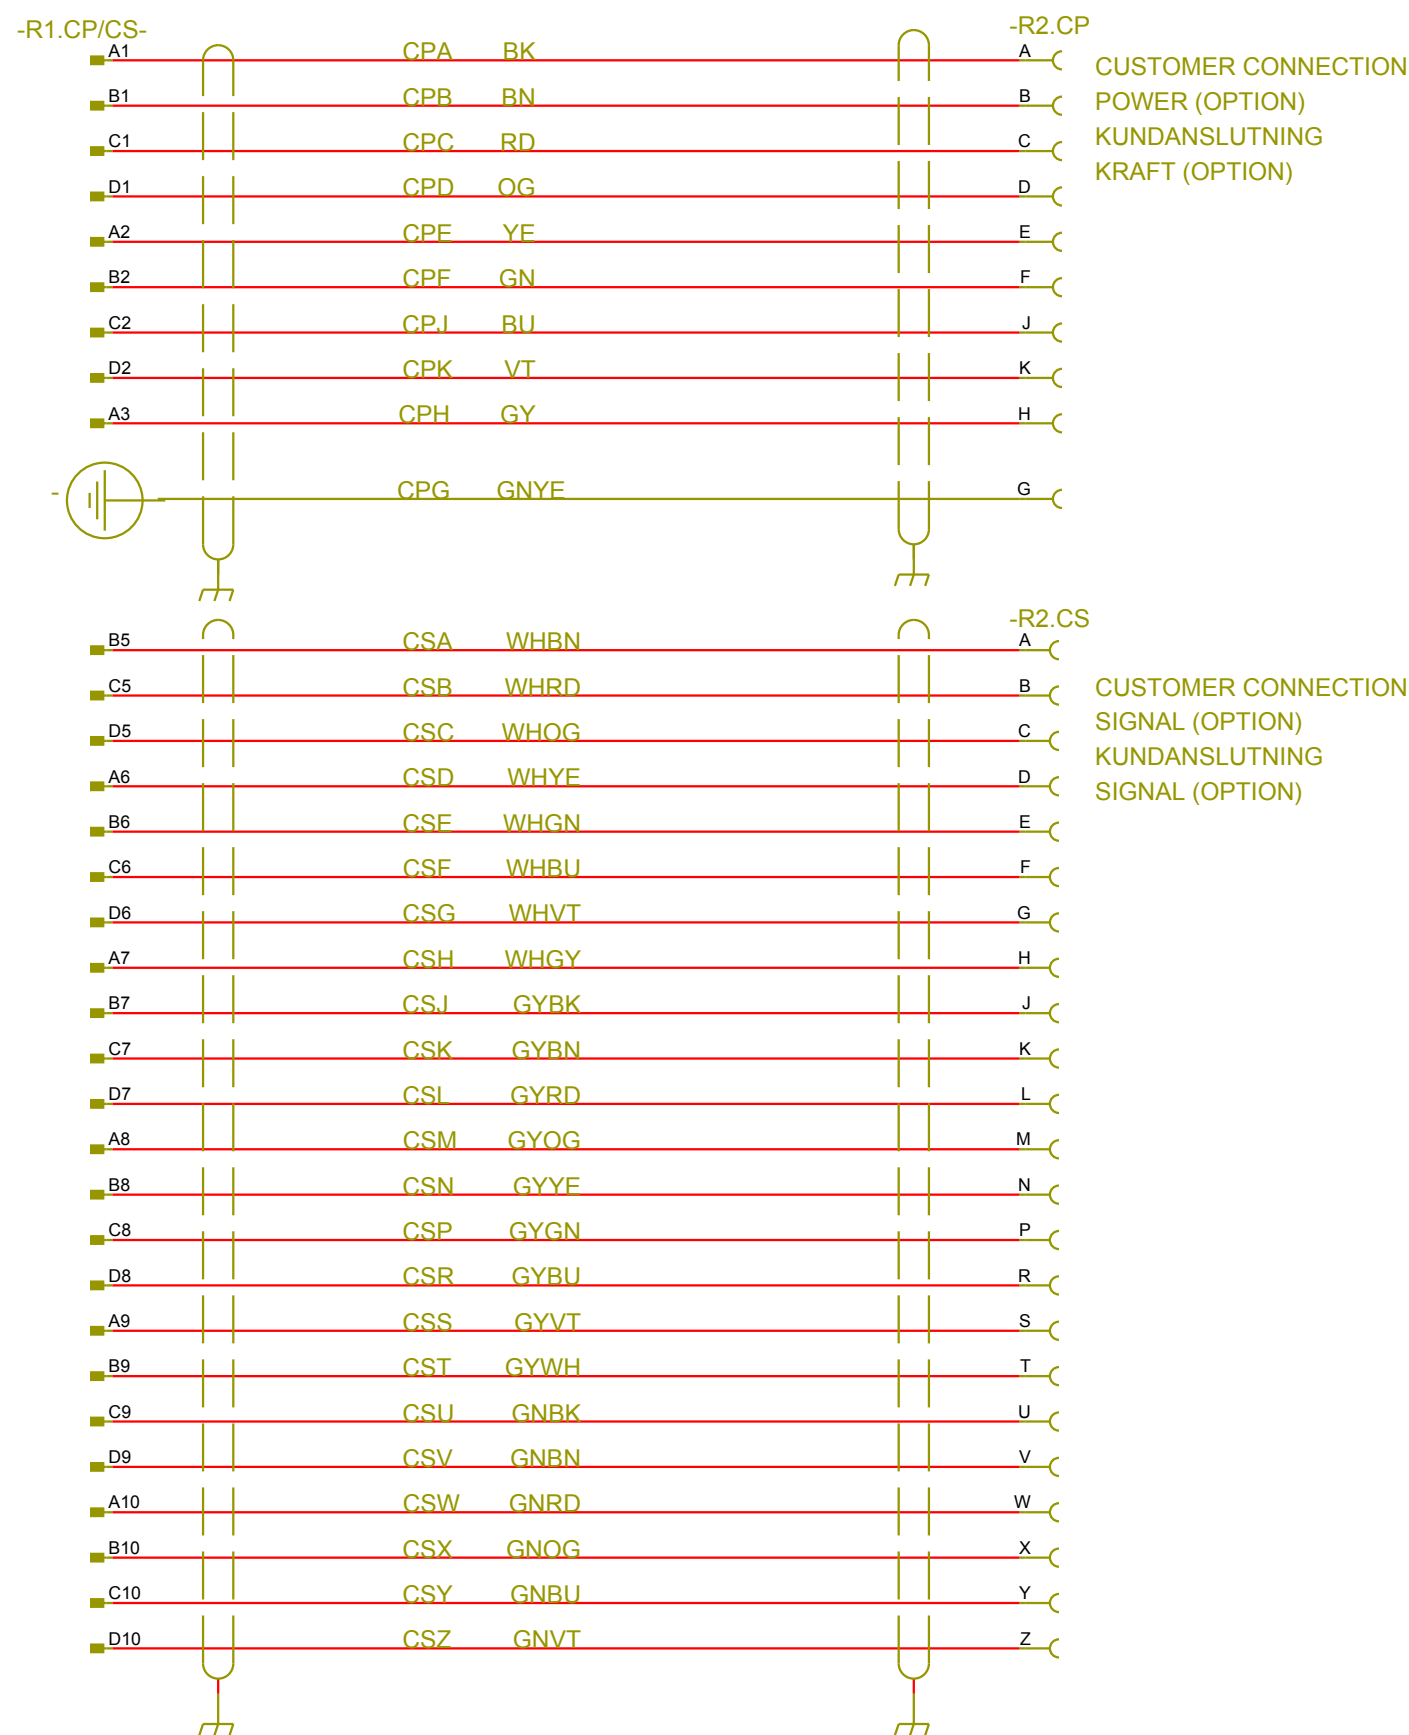 -R1.CP/CS- -R2.CP
A1 CPA BK A
CUSTOMER CONNECTION
B1 CPB BN B
POWER (OPTION)
C1 CPC RD C
KUNDANSLUTNING
KRAFT (OPTION)
D1 CPD OG D
A2 CPE YE E
B2 CPF GN F
C2 CPJ BU J
D2 CPK VT K
A3 CPH GY H
- CPG GNYE G
-R2.CS
B5 CSA WHBN A
C5 CSB WHRD B
CUSTOMER CONNECTION
SIGNAL (OPTION)
D5 CSC WHOG C
KUNDANSLUTNING
A6 CSD WHYE D
SIGNAL (OPTION)
B6 CSE WHGN E
C6 CSF WHBU F
D6 CSG WHVT G
A7 CSH WHGY H
B7 CSJ GYBK J
C7 CSK GYBN K
D7 CSL GYRD L
A8 CSM GYOG M
B8 CSN GYYE N
C8 CSP GYGN P
D8 CSR GYBU R
A9 CSS GYVT S
B9 CST GYWH T
C9 CSU GNBK U
D9 CSV GNBN V
A10 CSW GNRD W
B10 CSX GNOG X
C10 CSY GNBU Y
D10 CSZ GNVT Z